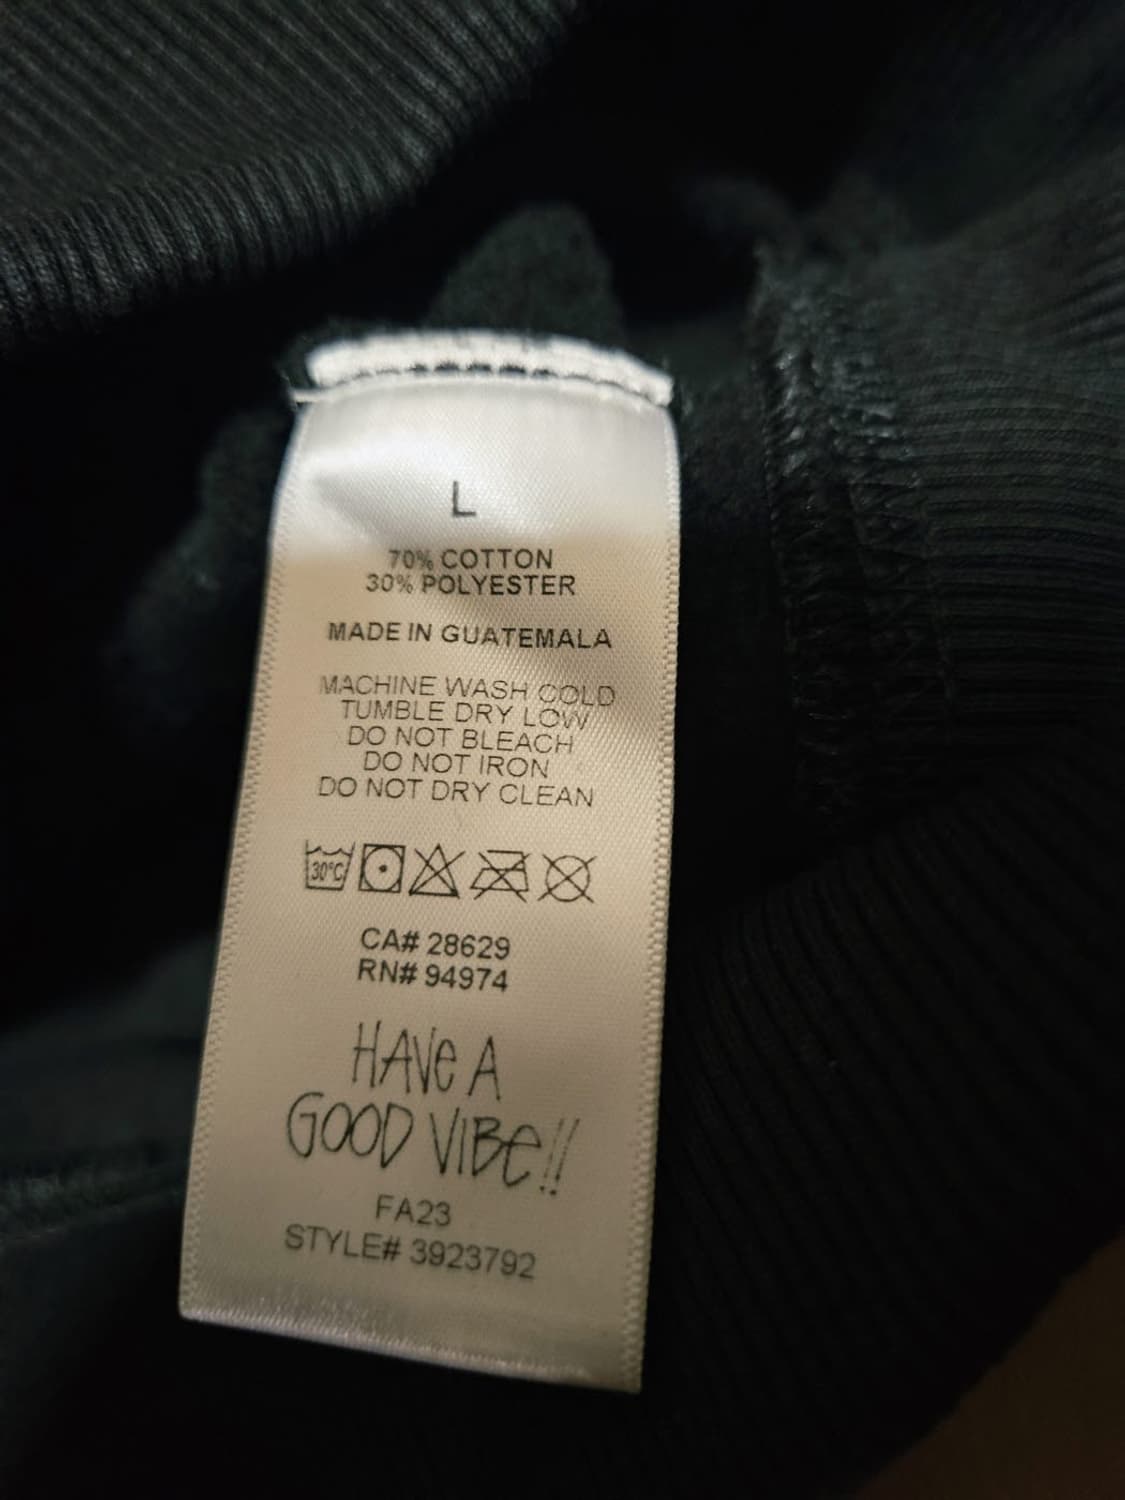 L
70% COTTON
30% POLYESTER
MADE IN GUATEMALA
MACHINE WASH COLD
TUMBLE DRY LOW
DO NOT BLEACH
DO NOT IRON
DO NOT DRY CLEAN
30°C
CA# 28629
RN# 94974
HAVe A
GOOD VIBe!!
FA23
STYLE# 3923792